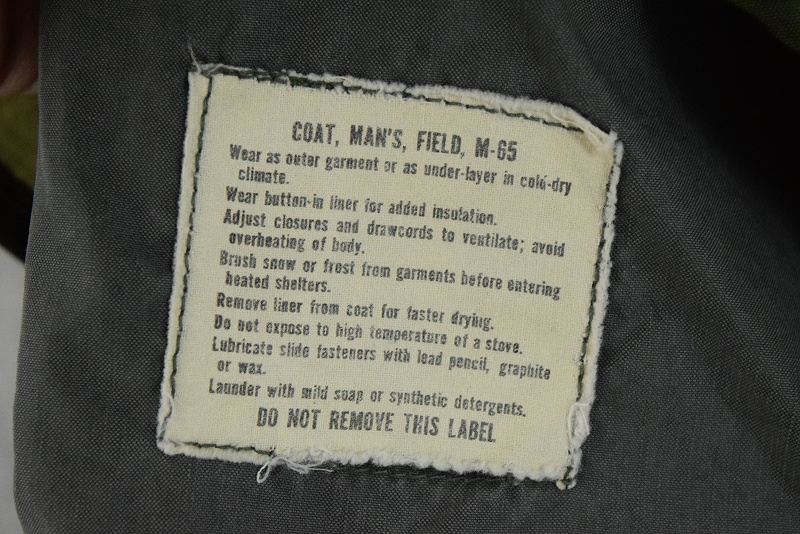 COAT, MAN'S, FIELD, M-65
Wear as outer garment or as under-layer in cold-dry
climate.
Wear button-in liner for added insulation.
Adjust closures and drawcords to ventilate; avoid
overheating of body.
Brush snow or frost from garments before entering
heated shelters.
Remove liner from coat for faster drying.
Do not expose to high temperature of a stove.
Lubricate slide fasteners with lead pencil, graphite
or wax.
Launder with mild soap or synthetic detergents.
DO NOT REMOVE THIS LABEL